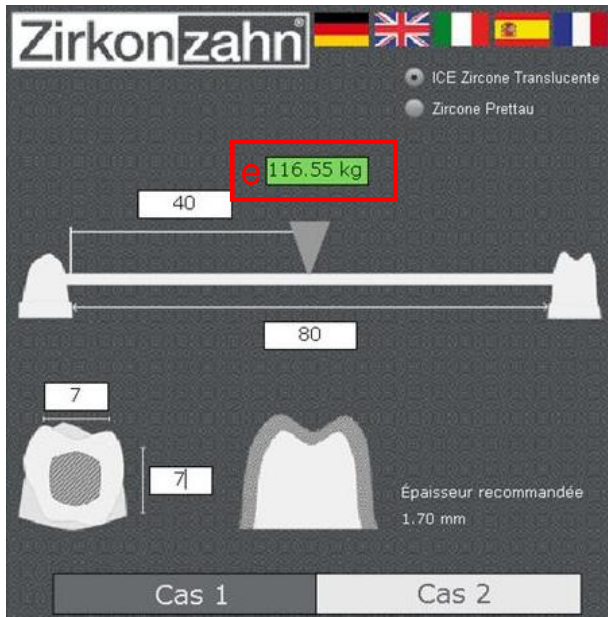 Zirkonzahn®
ICE Zircone Translucente
Zircone Prettau
e 116.55 kg
40
80
7
7
Épaisseur recommandée
1.70 mm
Cas 1
Cas 2